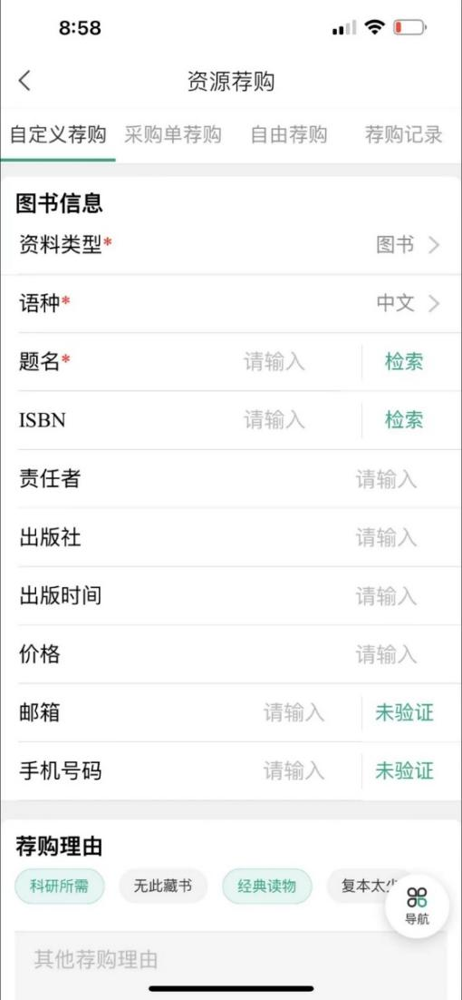 8:58
资源荐购
自定义荐购 采购单荐购 自由荐购 荐购记录
图书信息
资料类型* 图书
语种* 中文
题名* 请输入 检索
ISBN 请输入 检索
责任者 请输入
出版社 请输入
出版时间 请输入
价格 请输入
邮箱 请输入 未验证
手机号码 请输入 未验证
荐购理由
科研所需 无此藏书 经典读物 复本太少
导航
其他荐购理由